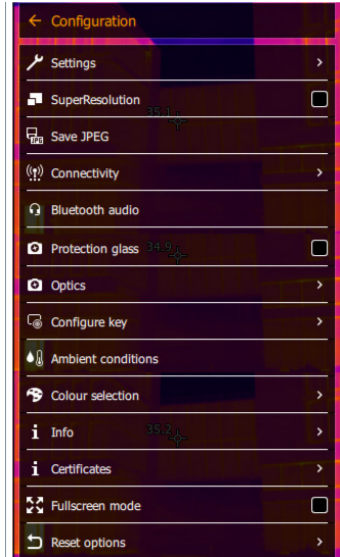 Configuration
Settings
SuperResolution
35.1
JPG
Save JPEG
Connectivity
Bluetooth audio
Protection glass
34.9
Optics
Configure key
Ambient conditions
Colour selection
Info
35.2
Certificates
Fullscreen mode
Reset options